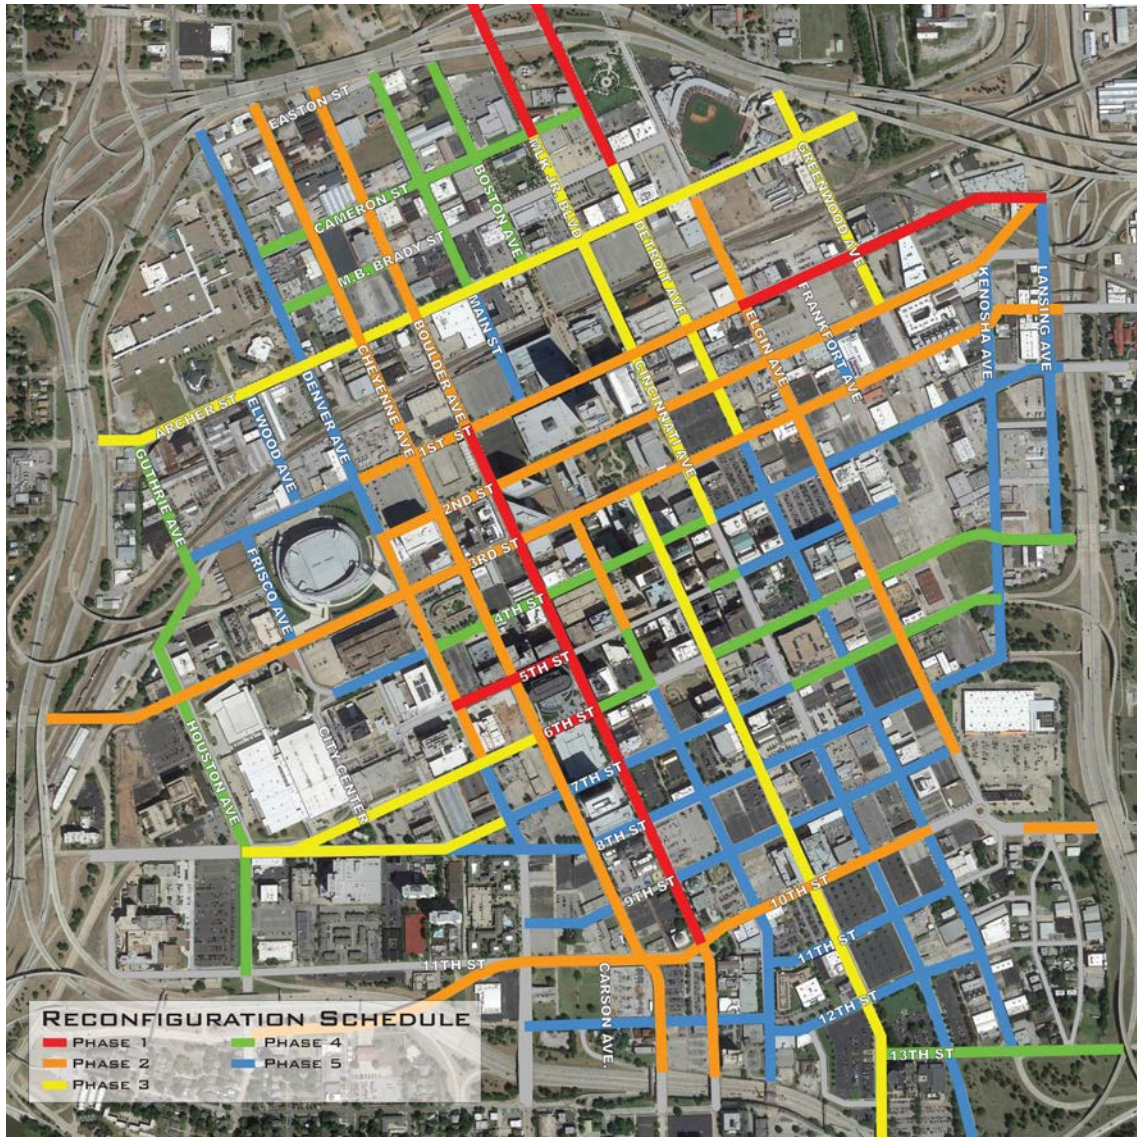 EASTON ST
MLK JR. BLVD
BOSTON AVE
GREENWOOD AVE
CAMERON ST
M.B. BRADY ST
DETROIT AVE
KENOSHA AVE
LANSING AVE
MAIN ST
FRANKFORT AVE
ELGIN AVE
BOULDER AVE
CHEYENNE AVE
CINCINNATI AVE
DENVER AVE
ELWOOD AVE
ARCHER ST
1ST ST
GUTHRIE AVE
2ND ST
3RD ST
FRISCO AVE
4TH ST
5TH ST
HOUSTON AVE
CITY CENTER
6TH ST
7TH ST
8TH ST
9TH ST
10TH ST
11TH ST
11TH ST
CARSON AVE.
12TH ST
13TH ST
RECONFIGURATION SCHEDULE
PHASE 1
PHASE 2
PHASE 3
PHASE 4
PHASE 5